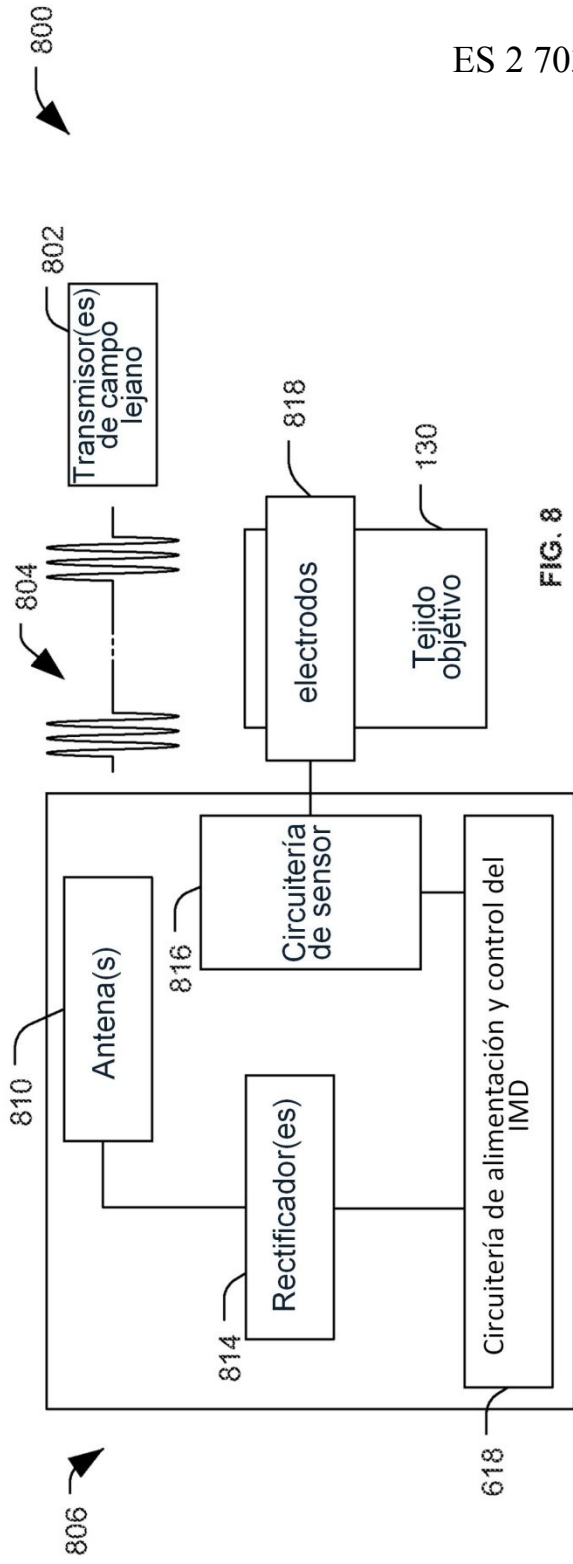 ES 2 70
800
802
Transmisor(es)
de campo
lejano
804
810
Antena(s)
806
814
Rectificador(es)
816
Circuitería
de sensor
818
electrodos
130
Tejido
objetivo
618
Circuitería de alimentación y control del
IMD
FIG. 8